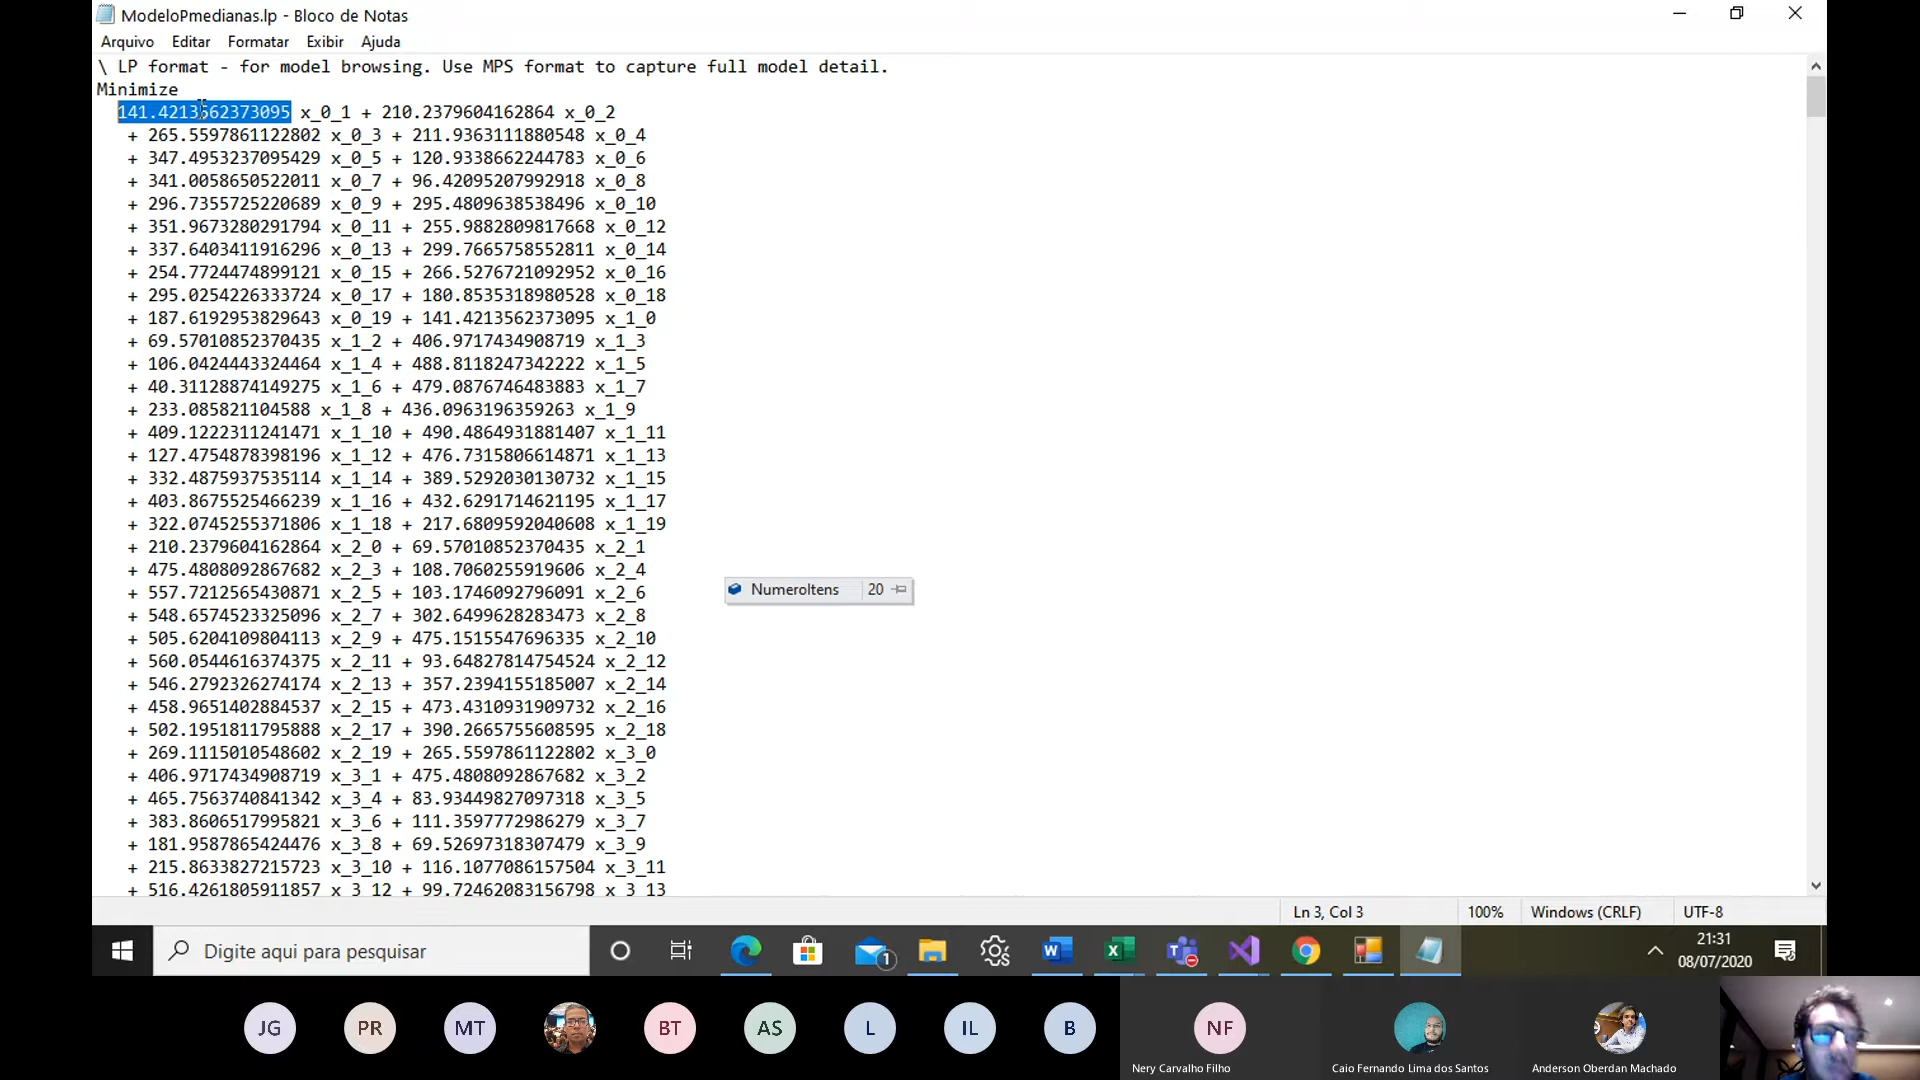 ModeloPmedianas.lp - Bloco de Notas
Arquivo Editar Formatar Exibir Ajuda
\ LP format - for model browsing. Use MPS format to capture full model detail.
Minimize
141.4213562373095 x_0_1 + 210.2379604162864 x_0_2
+ 265.5597861122802 x_0_3 + 211.9363111880548 x_0_4
+ 347.4953237095429 x_0_5 + 120.9338662244783 x_0_6
+ 341.0058650522011 x_0_7 + 96.42095207992918 x_0_8
+ 296.7355725220689 x_0_9 + 295.4809638538496 x_0_10
+ 351.9673280291794 x_0_11 + 255.9882809817668 x_0_12
+ 337.6403411916296 x_0_13 + 299.7665758552811 x_0_14
+ 254.7724474899121 x_0_15 + 266.5276721092952 x_0_16
+ 295.0254226333724 x_0_17 + 180.8535318980528 x_0_18
+ 187.6192953829643 x_0_19 + 141.4213562373095 x_1_0
+ 69.57010852370435 x_1_2 + 406.9717434908719 x_1_3
+ 106.0424443324464 x_1_4 + 488.8118247342222 x_1_5
+ 40.31128874149275 x_1_6 + 479.0876746483883 x_1_7
+ 233.085821104588 x_1_8 + 436.0963196359263 x_1_9
+ 409.1222311241471 x_1_10 + 490.4864931881407 x_1_11
+ 127.4754878398196 x_1_12 + 476.7315806614871 x_1_13
+ 332.4875937535114 x_1_14 + 389.5292030130732 x_1_15
+ 403.8675525466239 x_1_16 + 432.6291714621195 x_1_17
+ 322.0745255371806 x_1_18 + 217.6809592040608 x_1_19
+ 210.2379604162864 x_2_0 + 69.57010852370435 x_2_1
+ 475.4808092867682 x_2_3 + 108.7060255919606 x_2_4
+ 557.7212565430871 x_2_5 + 103.1746092796091 x_2_6
+ 548.6574523325096 x_2_7 + 302.6499628283473 x_2_8
+ 505.6204109804113 x_2_9 + 475.1515547696335 x_2_10
+ 560.0544616374375 x_2_11 + 93.64827814754524 x_2_12
+ 546.2792326274174 x_2_13 + 357.2394155185007 x_2_14
+ 458.9651402884537 x_2_15 + 473.4310931909732 x_2_16
+ 502.1951811795888 x_2_17 + 390.2665755608595 x_2_18
+ 269.1115010548602 x_2_19 + 265.5597861122802 x_3_0
+ 406.9717434908719 x_3_1 + 475.4808092867682 x_3_2
+ 465.7563740841342 x_3_4 + 83.93449827097318 x_3_5
+ 383.8606517995821 x_3_6 + 111.3597772986279 x_3_7
+ 181.9587865424476 x_3_8 + 69.52697318307479 x_3_9
+ 215.8633827215723 x_3_10 + 116.1077086157504 x_3_11
+ 516.4261805911857 x_3_12 + 99.72462083156798 x_3_13
NumeroItens 20
Ln 3, Col 3 100% Windows (CRLF) UTF-8
Digite aqui para pesquisar
1
21:31
08/07/2020
JG PR MT BT AS L IL B NF
Nery Carvalho Filho Caio Fernando Lima dos Santos Anderson Oberdan Machado